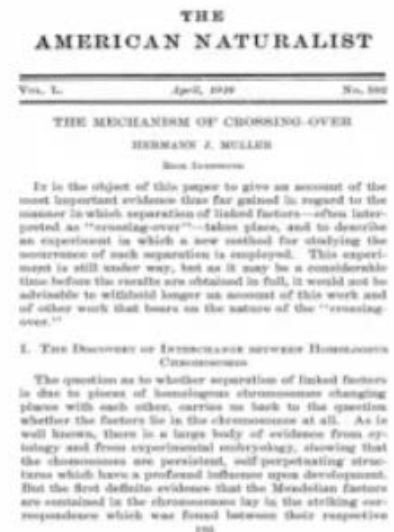 THE
AMERICAN NATURALIST
VOL. L. April, 1916 No. 592
THE MECHANISM OF CROSSING-OVER
HERMANN J. MULLER
RICE INSTITUTE
IT is the object of this paper to give an account of the
most important evidence thus far gained in regard to the
manner in which separation of linked factors—often inter-
preted as "crossing-over"—takes place, and to describe
an experiment in which a new method for studying the
occurrence of such separation is employed. This experi-
ment is still under way, but as it may be a considerable
time before the results are obtained in full, it would not be
advisable to withhold longer an account of this work and
of other work that bears on the nature of the "crossing-
over."
I. THE DISCOVERY OF INTERCHANGE BETWEEN HOMOLOGOUS
CHROMOSOMES
The question as to whether separation of linked factors
is due to pieces of homologous chromosomes changing
places with each other, carries us back to the question
whether the factors lie in the chromosomes at all. As is
well known, there is a large body of evidence from cy-
tology and from experimental embryology, showing that
the chromosomes are persistent, self-perpetuating struc-
tures which have a profound influence upon development.
But the first definite evidence that the Mendelian factors
are contained in the chromosomes lay in the striking cor-
respondence which was found between their respective